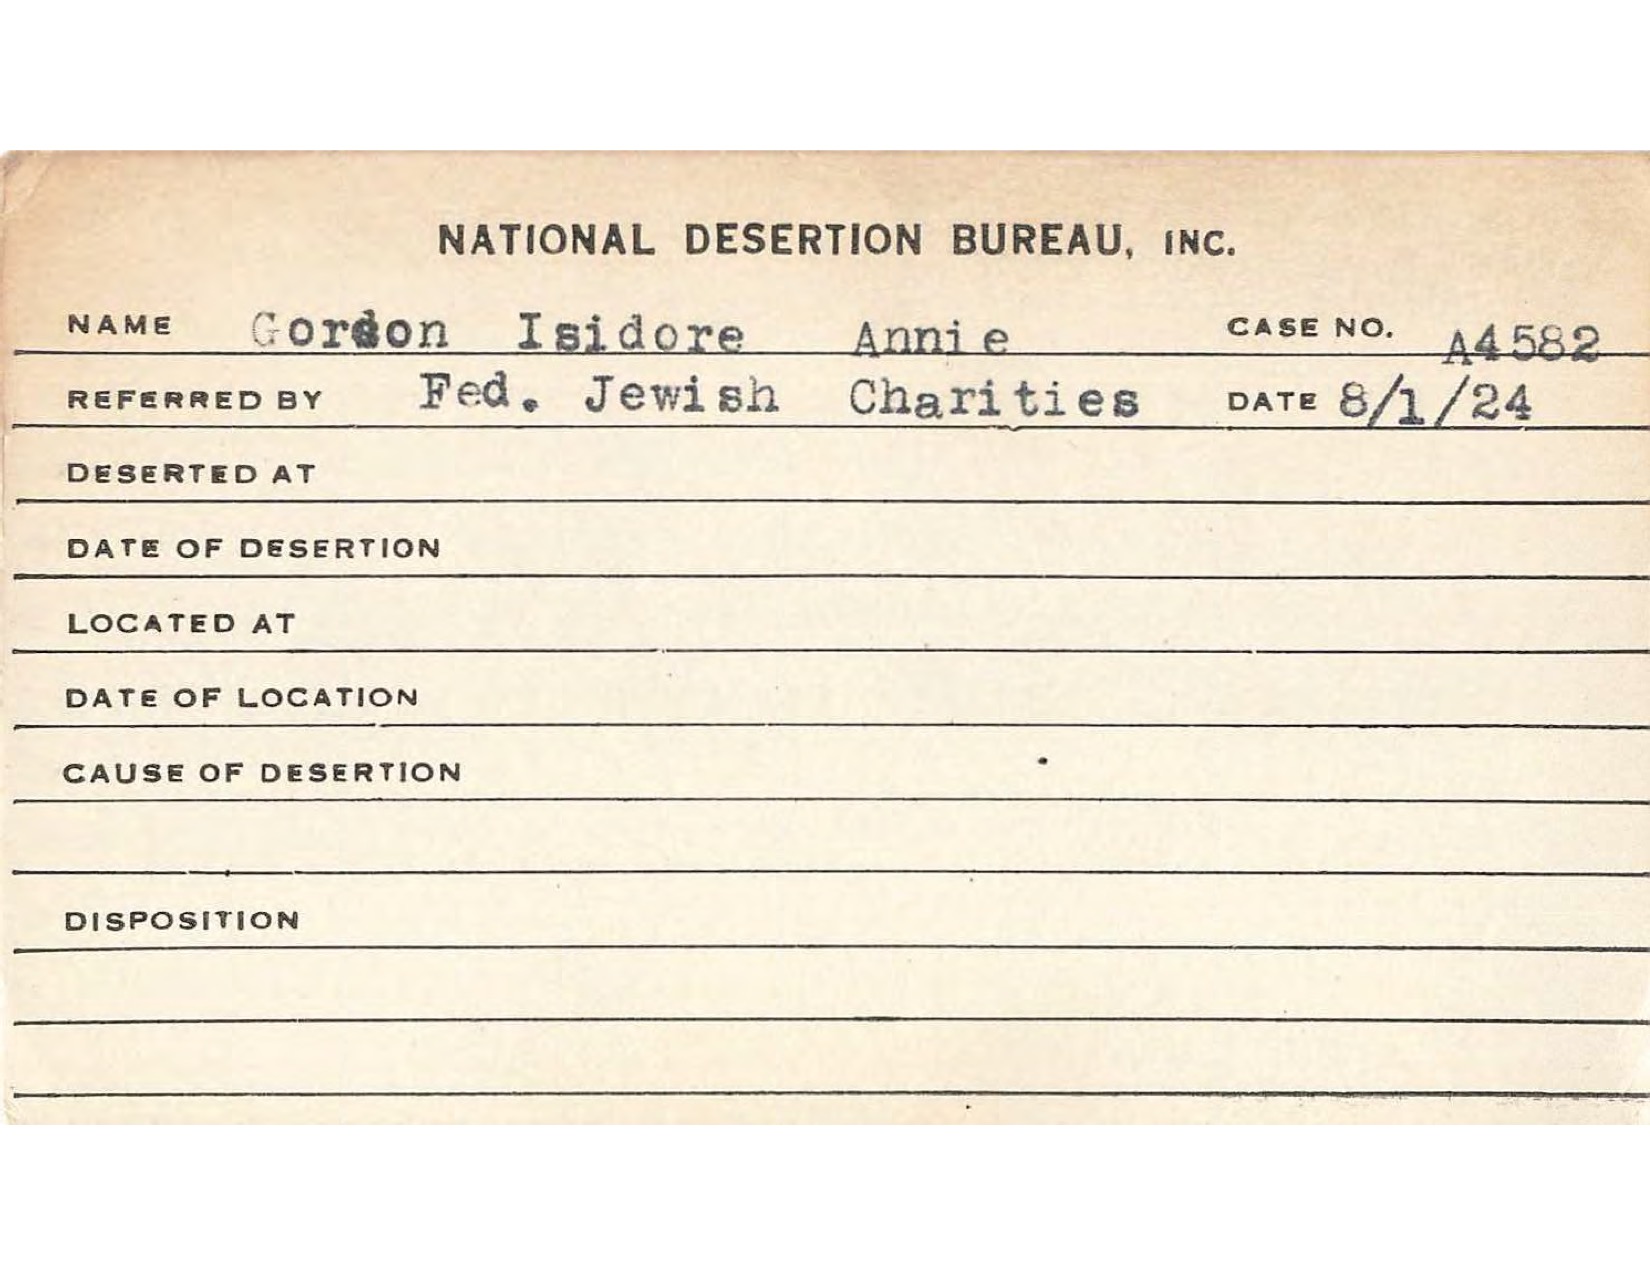 NATIONAL DESERTION BUREAU, INC.
NAME Gordon Isidore Annie CASE NO. A4582
REFERRED BY Fed. Jewish Charities DATE 8/1/24
DESERTED AT
DATE OF DESERTION
LOCATED AT
DATE OF LOCATION
CAUSE OF DESERTION
DISPOSITION